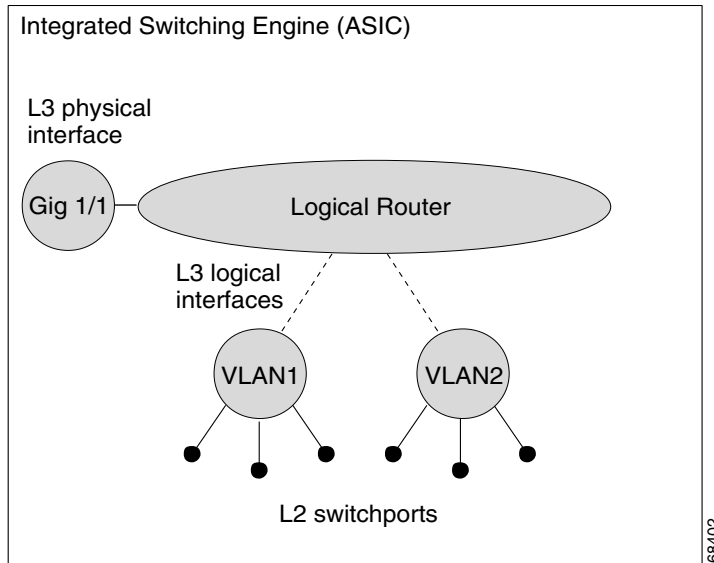 Integrated Switching Engine (ASIC)
L3 physical
interface
Gig 1/1
Logical Router
L3 logical
interfaces
VLAN1
VLAN2
L2 switchports
68402